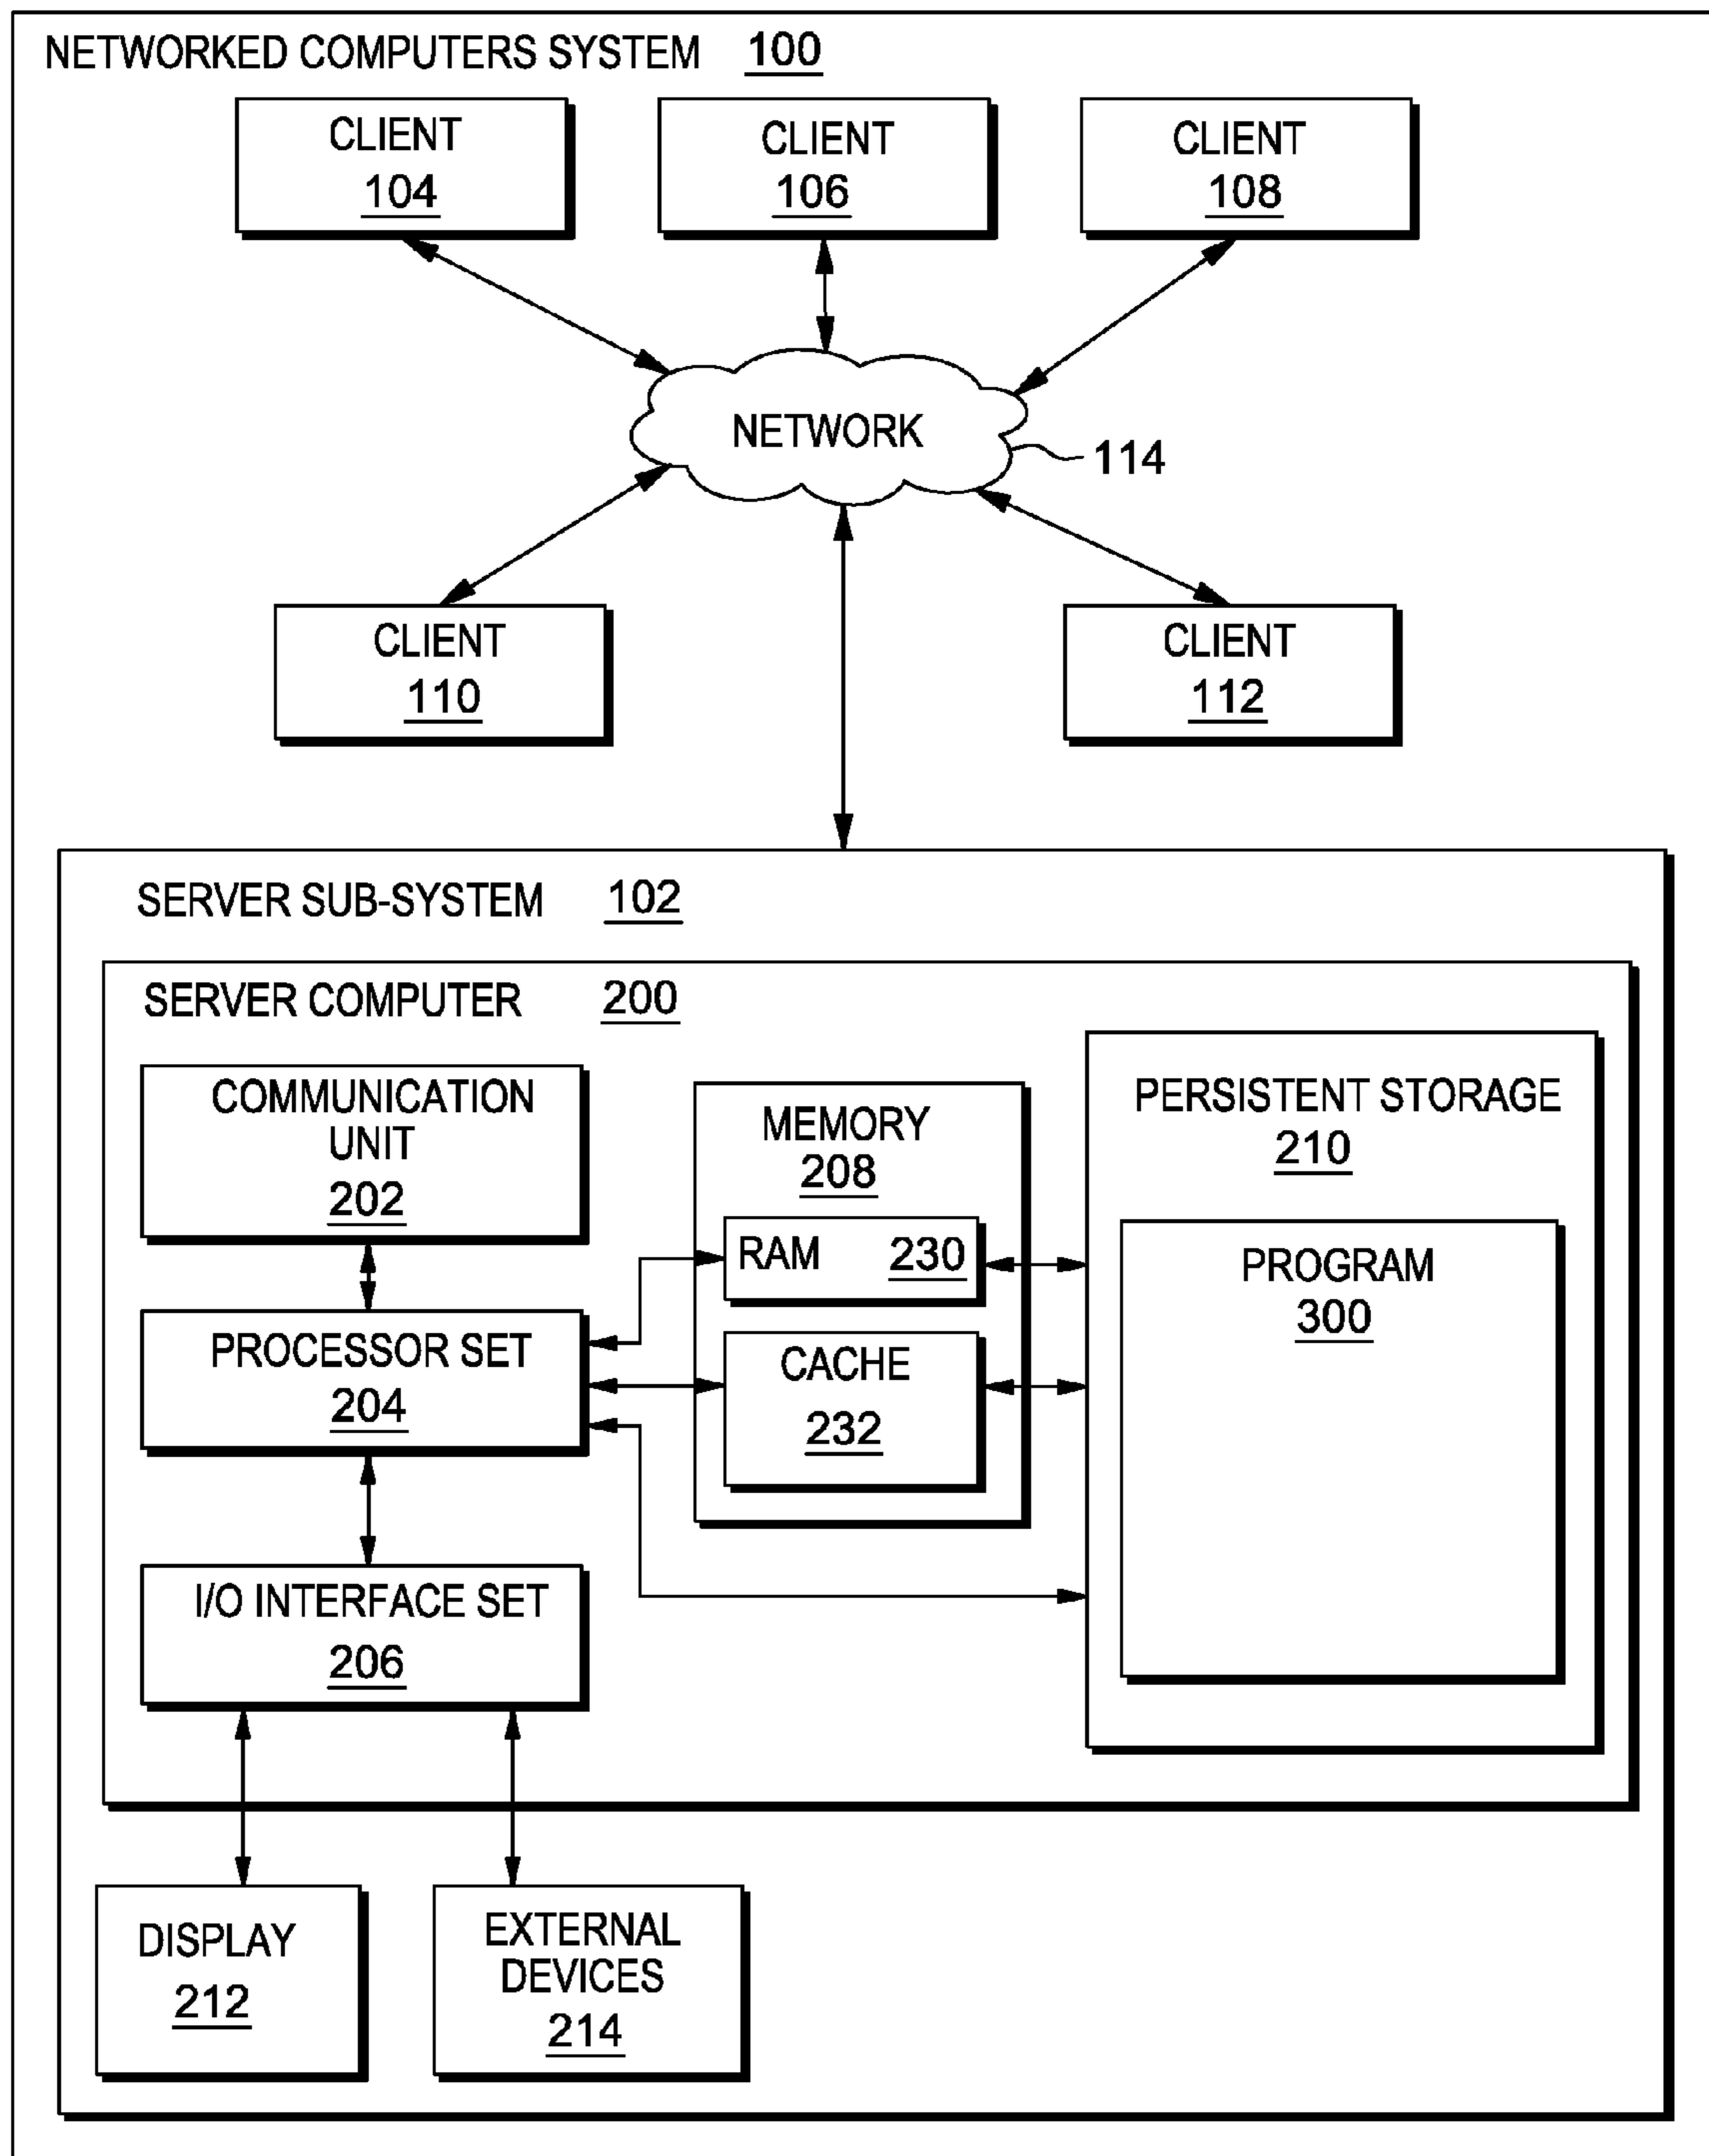 NETWORKED COMPUTERS SYSTEM 100
CLIENT
104
CLIENT
106
CLIENT
108
NETWORK
114
CLIENT
110
CLIENT
112
SERVER SUB-SYSTEM 102
SERVER COMPUTER 200
COMMUNICATION
UNIT
202
PROCESSOR SET
204
I/O INTERFACE SET
206
MEMORY
208
RAM 230
CACHE
232
PERSISTENT STORAGE
210
PROGRAM
300
DISPLAY
212
EXTERNAL
DEVICES
214